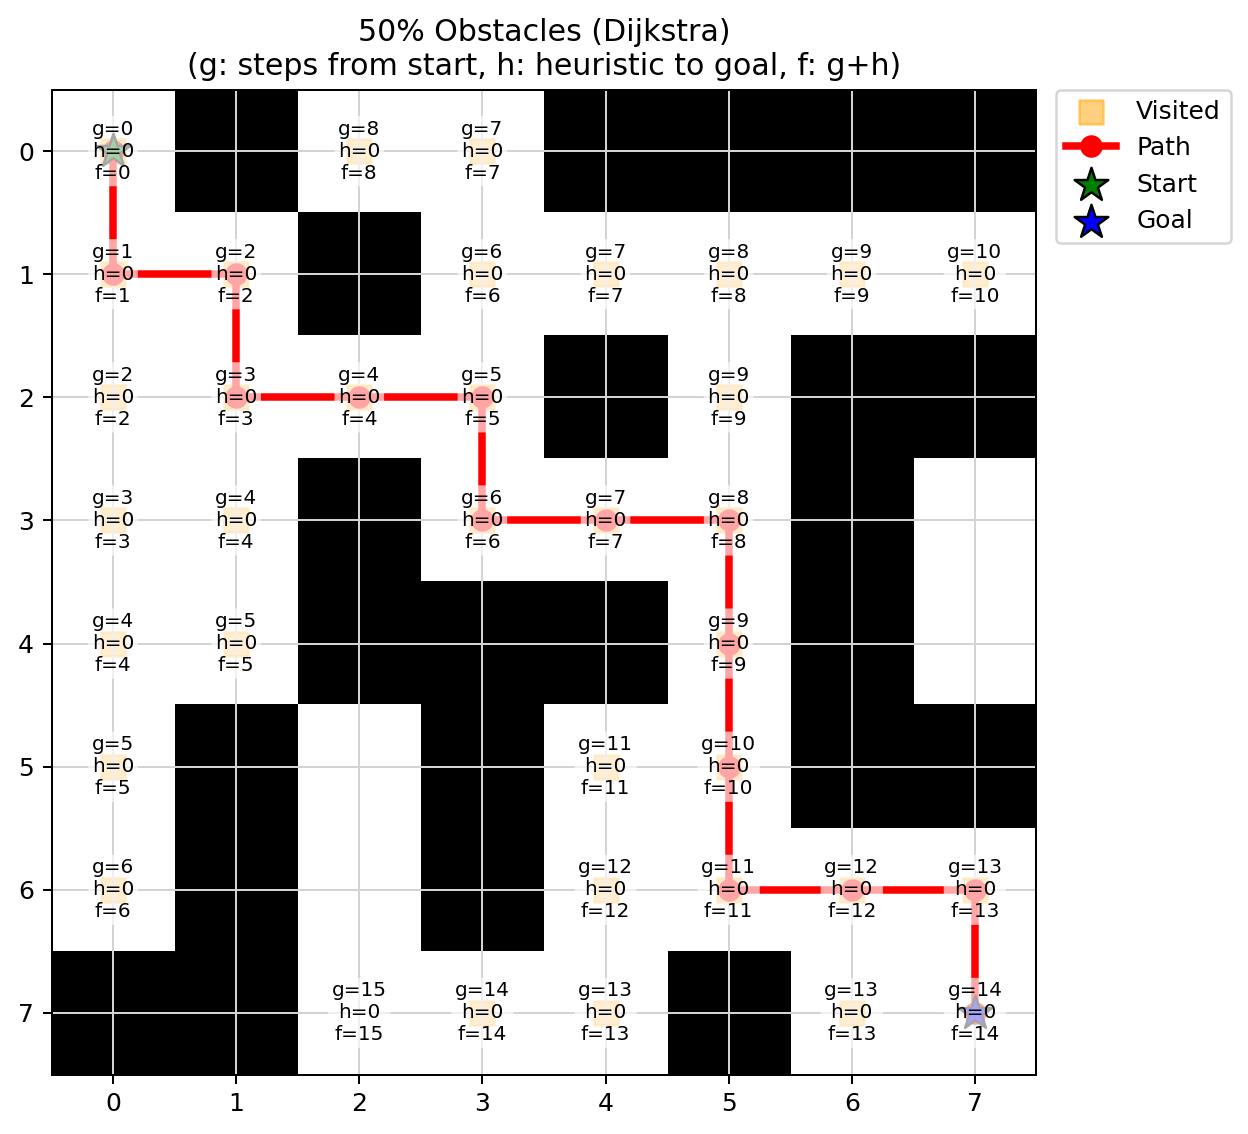 50% Obstacles (Dijkstra)
(g: steps from start, h: heuristic to goal, f: g+h)
Visited
Path
Start
Goal
0
g=0
h=0
f=0
g=8
h=0
f=8
g=7
h=0
f=7
1
g=1
h=0
f=1
g=2
h=0
f=2
g=6
h=0
f=6
g=7
h=0
f=7
g=8
h=0
f=8
g=9
h=0
f=9
g=10
h=0
f=10
2
g=2
h=0
f=2
g=3
h=0
f=3
g=4
h=0
f=4
g=5
h=0
f=5
g=9
h=0
f=9
3
g=3
h=0
f=3
g=4
h=0
f=4
g=6
h=0
f=6
g=7
h=0
f=7
g=8
h=0
f=8
4
g=4
h=0
f=4
g=5
h=0
f=5
g=9
h=0
f=9
5
g=5
h=0
f=5
g=11
h=0
f=11
g=10
h=0
f=10
6
g=6
h=0
f=6
g=12
h=0
f=12
g=11
h=0
f=11
g=12
h=0
f=12
g=13
h=0
f=13
7
g=15
h=0
f=15
g=14
h=0
f=14
g=13
h=0
f=13
g=13
h=0
f=13
g=14
h=0
f=14
0 1 2 3 4 5 6 7